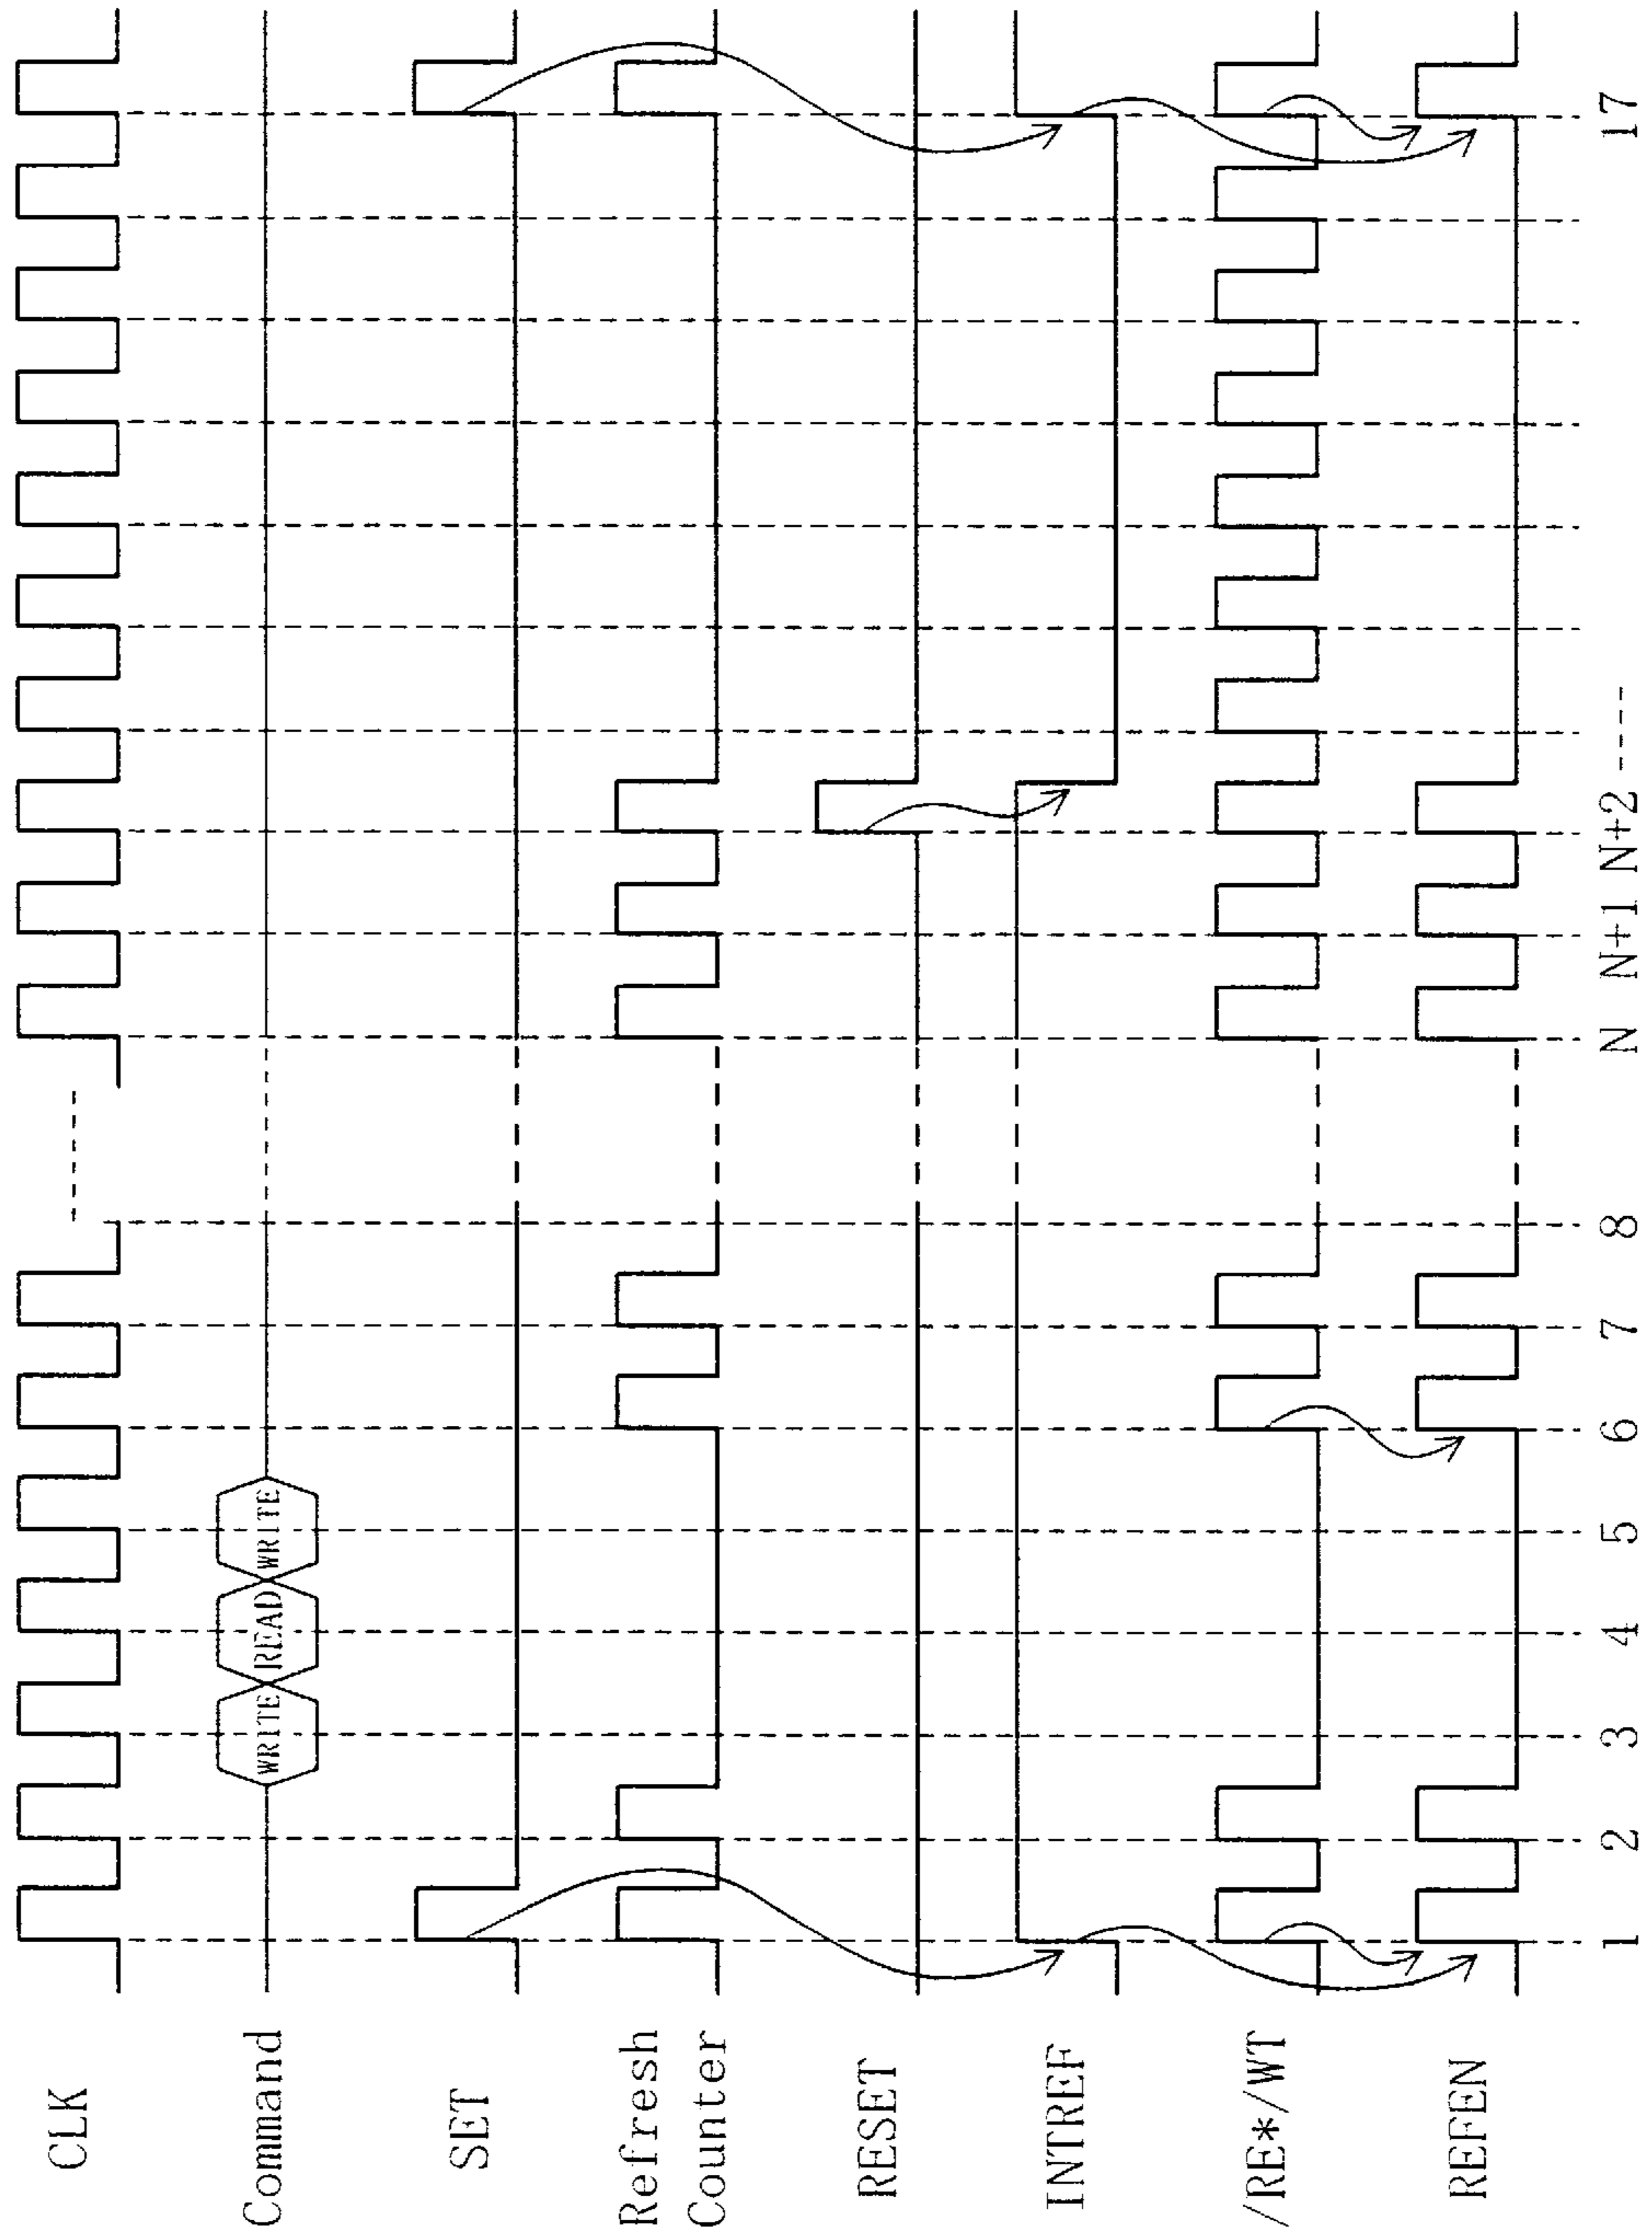 CLK
Command
WRITE READ WRITE
SET
Refresh
Counter
RESET
INTREF
/RE*/WT
REFEN
1 2 3 4 5 6 7 8 N N+1 N+2 ----- 17